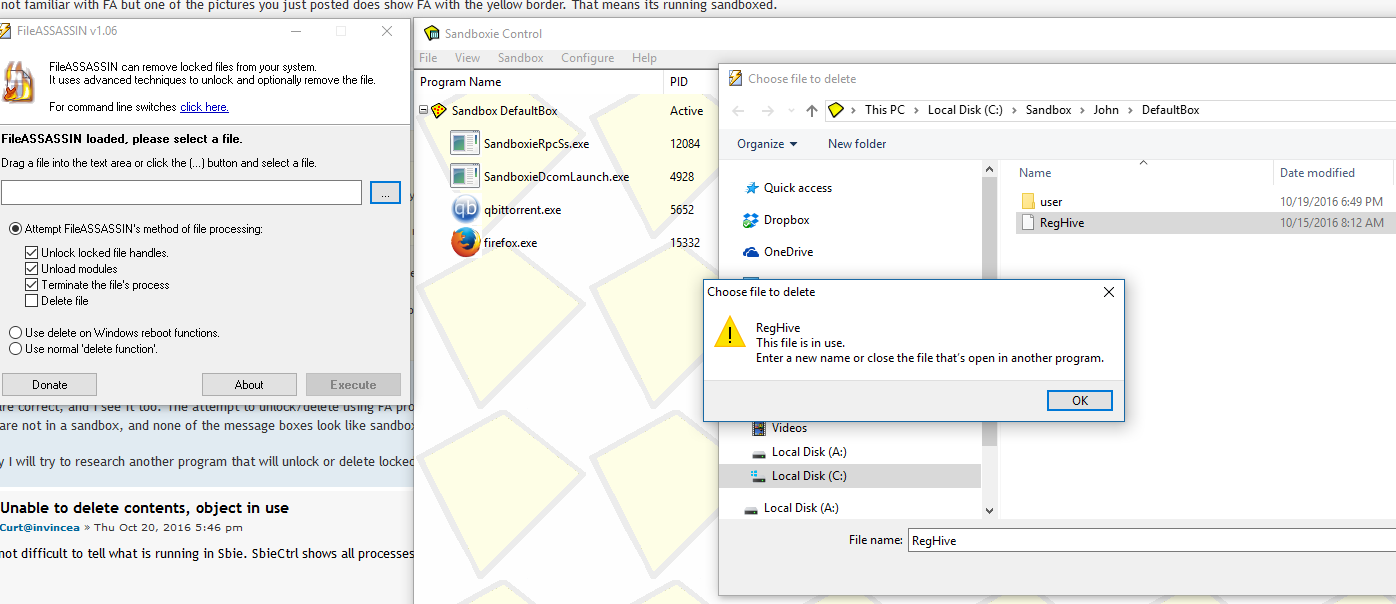 not familiar with FA but one of the pictures you just posted does show FA with the yellow border. That means its running sandboxed.
FileASSASSIN v1.06
FileASSASSIN can remove locked files from your system.
It uses advanced techniques to unlock and optionally remove the file.
For command line switches click here.
FileASSASSIN loaded, please select a file.
Drag a file into the text area or click the (...) button and select a file.
...
Attempt FileASSASSIN's method of file processing:
Unlock locked file handles.
Unload modules
Terminate the file's process
Delete file
Use delete on Windows reboot functions.
Use normal 'delete function'.
Donate
About
Execute
are correct, and I see it too. The attempt to unlock/delete using FA pro
are not in a sandbox, and none of the message boxes look like sandbox
y I will try to research another program that will unlock or delete locked
Unable to delete contents, object in use
Curt@invincea » Thu Oct 20, 2016 5:46 pm
not difficult to tell what is running in Sbie. SbieCtrl shows all processes
Sandboxie Control
File View Sandbox Configure Help
Program Name PID
Sandbox DefaultBox Active
SandboxieRpcSs.exe 12084
SandboxieDcomLaunch.exe 4928
qb qbittorrent.exe 5652
firefox.exe 15332
Choose file to delete
This PC > Local Disk (C:) > Sandbox > John > DefaultBox
Organize New folder
Name Date modified
Quick access
Dropbox
OneDrive
user 10/19/2016 6:49 PM
RegHive 10/15/2016 8:12 AM
Choose file to delete
RegHive
This file is in use.
Enter a new name or close the file that's open in another program.
OK
Videos
Local Disk (A:)
Local Disk (C:)
Local Disk (A:)
File name: RegHive